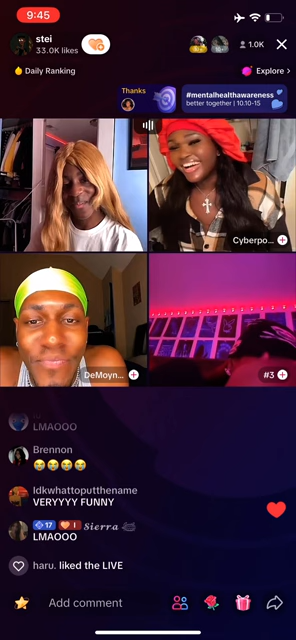 9:45
stei
33.0K likes
1.0K
Daily Ranking
Explore >
Thanks
#mentalhealthawareness
better together | 10.10-15
Cyberpo...
DeMoyn...
#3
LMAOOO
Brennon
😭😭😭😭
Idkwhattoputthename
VERYYYY FUNNY
17 I 𝑺𝒊𝒆𝒓𝒓𝒂
LMAOOO
haru. liked the LIVE
Add comment